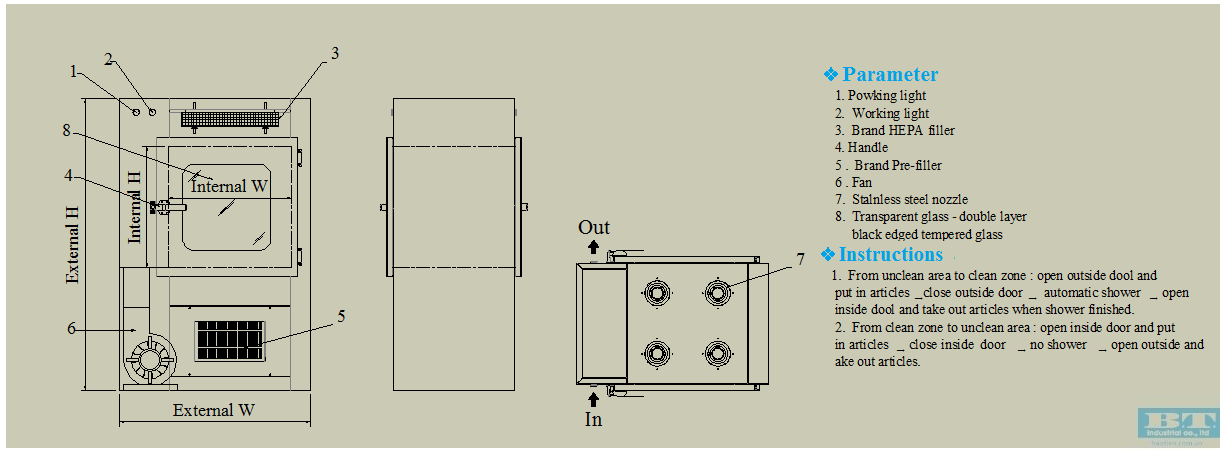 2
3
1
8
4
Internal W
Internal H
External H
6
5
External W
Out
7
In
❖ Parameter
1. Powking light
2. Working light
3. Brand HEPA filler
4. Handle
5 . Brand Pre-filler
6 . Fan
7. Stalnless steel nozzle
8. Transparent glass - double layer
black edged tempered glass
❖ Instructions
1. From unclean area to clean zone : open outside dool and
put in articles _ close outside door _ automatic shower _ open
inside dool and take out articles when shower finished.
2. From clean zone to unclean area : open inside door and put
in articles _ close inside door _ no shower _ open outside and
ake out articles.
B.T.
Industrial co., ltd